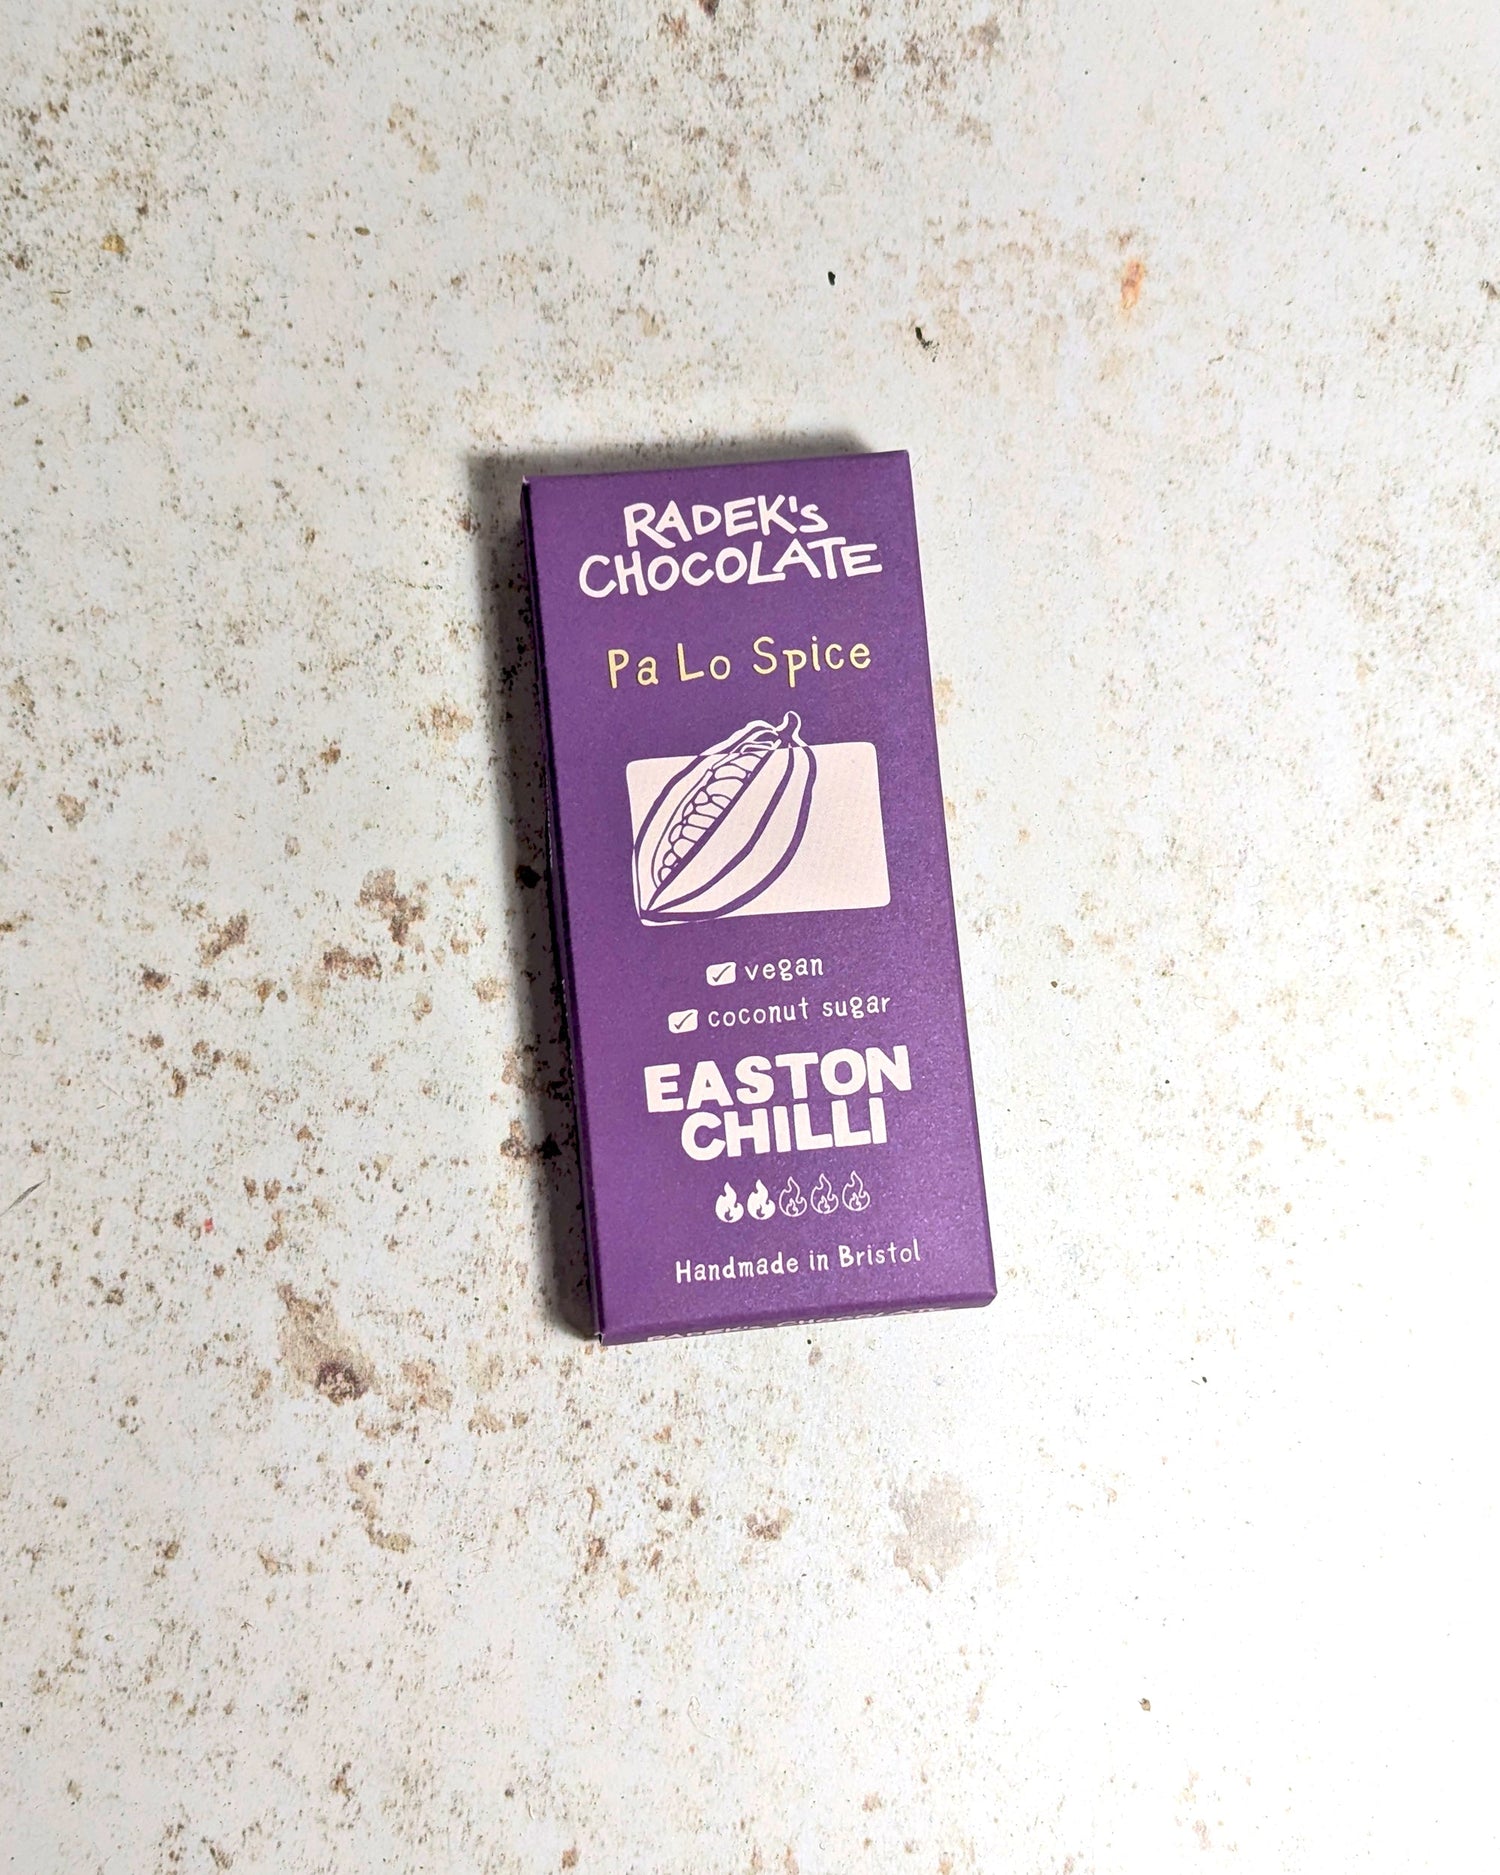 RADEK's
CHOCOLATE
Pa Lo Spice
vegan
coconut sugar
EASTON
CHILLI
Handmade in Bristol